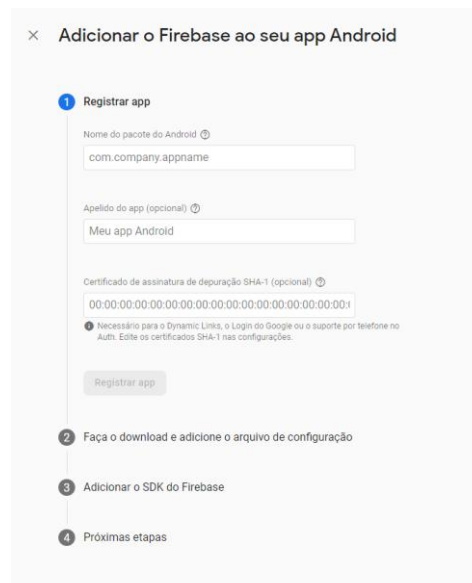 Adicionar o Firebase ao seu app Android
1 Registrar app
Nome do pacote do Android
com.company.appname
Apelido do app (opcional)
Meu app Android
Certificado de assinatura de depuração SHA-1 (opcional)
00:00:00:00:00:00:00:00:00:00:00:00:00:00:00:00:
Necessário para o Dynamic Links, o Login do Google ou o suporte por telefone no
Auth. Edite os certificados SHA-1 nas configurações.
Registrar app
2 Faça o download e adicione o arquivo de configuração
3 Adicionar o SDK do Firebase
4 Próximas etapas